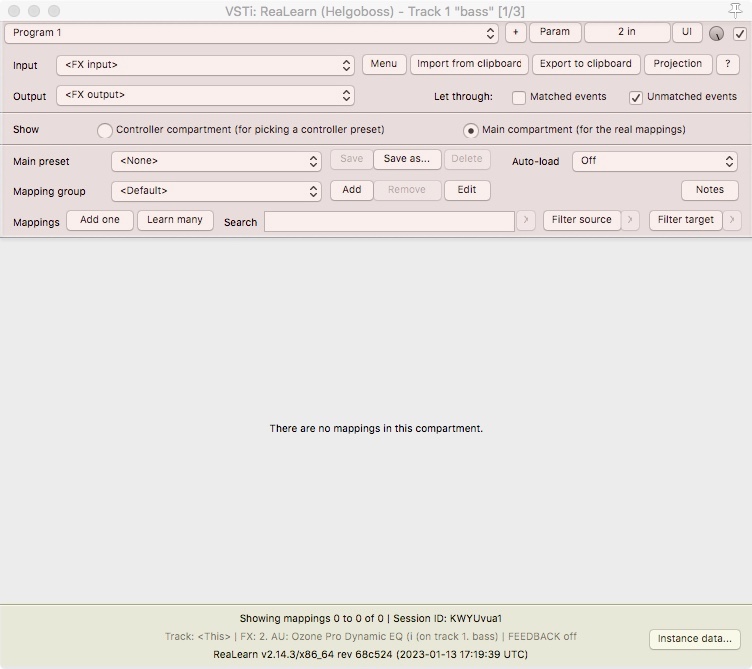 VSTi: ReaLearn (Helgoboss) - Track 1 "bass" [1/3]
Program 1 + Param 2 in UI
Input <FX input> Menu Import from clipboard Export to clipboard Projection ?
Output <FX output> Let through: Matched events Unmatched events
Show Controller compartment (for picking a controller preset) Main compartment (for the real mappings)
Main preset <None> Save Save as... Delete Auto-load Off
Mapping group <Default> Add Remove Edit Notes
Mappings Add one Learn many Search > Filter source > Filter target >
There are no mappings in this compartment.
Showing mappings 0 to 0 of 0 | Session ID: KWYUvua1
Track: <This> | FX: 2. AU: Ozone Pro Dynamic EQ (i (on track 1. bass) | FEEDBACK off
Instance data...
ReaLearn v2.14.3/x86_64 rev 68c524 (2023-01-13 17:19:39 UTC)